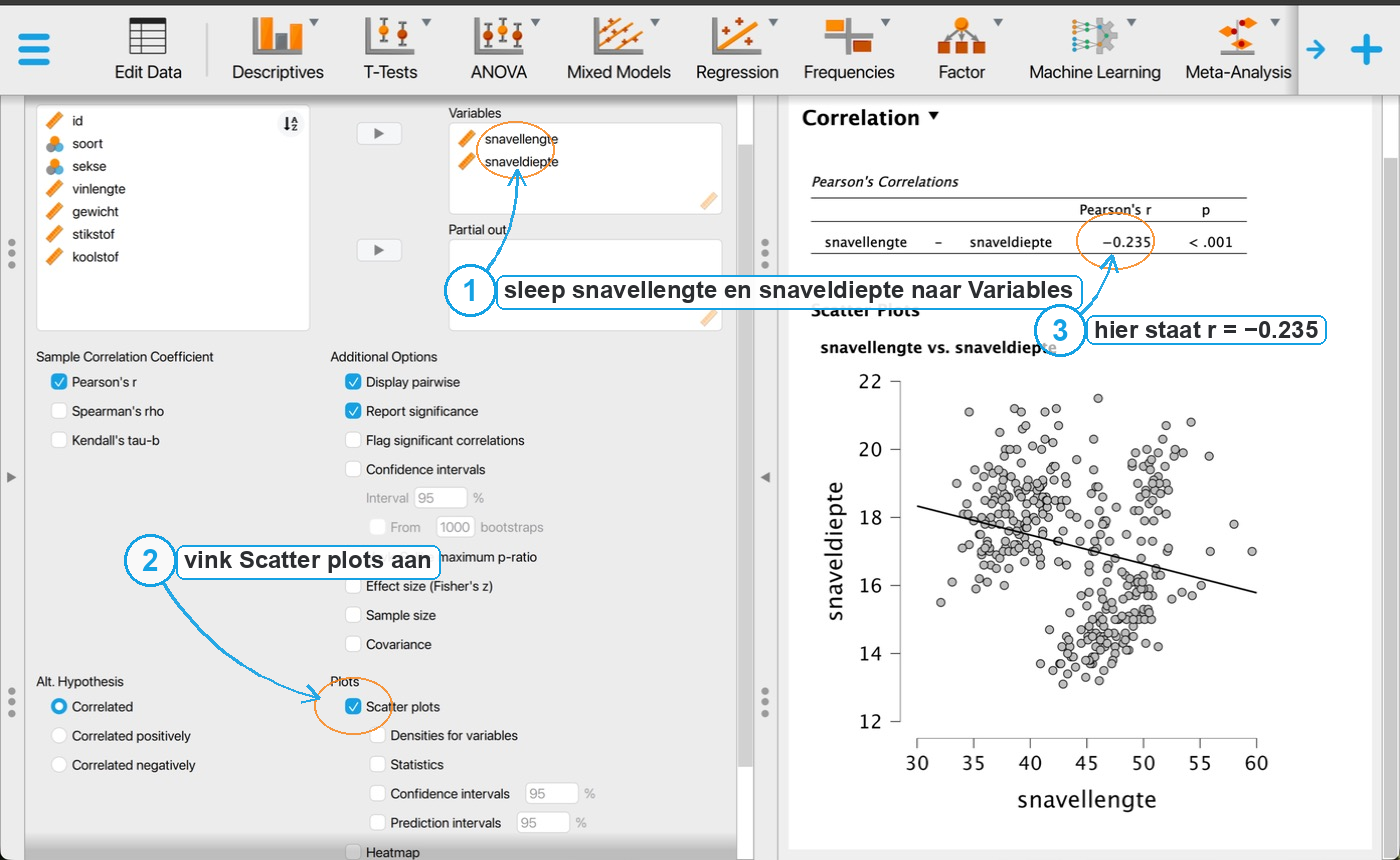 Edit Data
Descriptives
T-Tests
ANOVA
Mixed Models
Regression
Frequencies
Factor
Machine Learning
Meta-Analysis
id
soort
sekse
vinlengte
gewicht
stikstof
koolstof
Variables
snavellengte
snaveldiepte
Partial out
1 sleep snavellengte en snaveldiepte naar Variables
Sample Correlation Coefficient
Pearson's r
Spearman's rho
Kendall's tau-b
Additional Options
Display pairwise
Report significance
Flag significant correlations
Confidence intervals
Interval 95 %
From 1000 bootstraps
2 vink Scatter plots aan
maximum p-ratio
Effect size (Fisher's z)
Sample size
Covariance
Alt. Hypothesis
Correlated
Correlated positively
Correlated negatively
Plots
Scatter plots
Densities for variables
Statistics
Confidence intervals 95 %
Prediction intervals 95 %
Heatmap
Correlation
Pearson's Correlations
Pearson's r p
snavellengte – snaveldiepte −0.235 < .001
3 hier staat r = −0.235
Scatter Plots
snavellengte vs. snaveldiepte
22
20
18
16
14
12
snaveldiepte
30 35 40 45 50 55 60
snavellengte